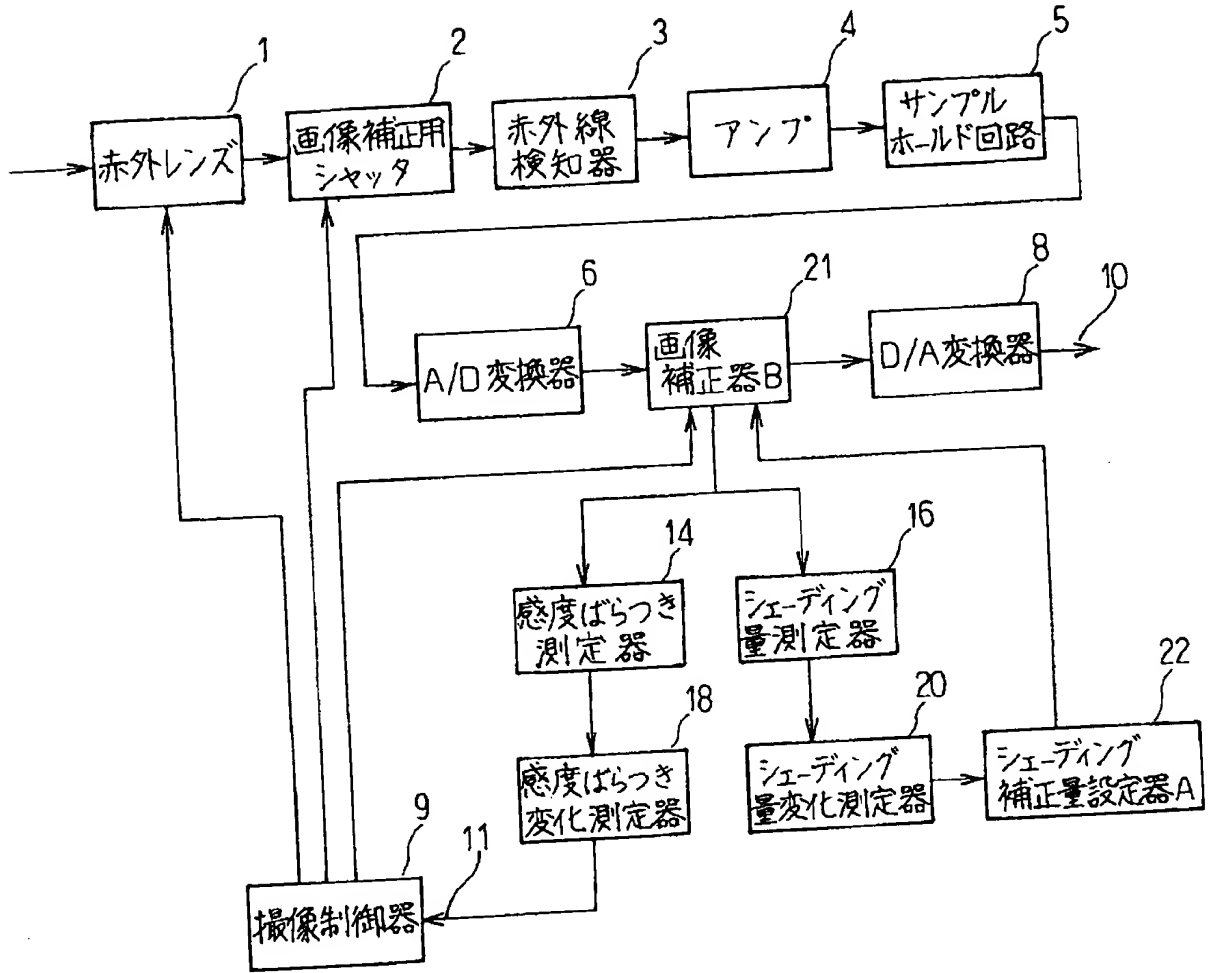 1
赤外レンズ
2
画像補正用
シャッタ
3
赤外線
検知器
4
アンプ
5
サンプル
ホールド回路
6
A/D変換器
21
画像
補正器B
8
D/A変換器
10
14
感度ばらつき
測定器
16
シェーディング
量測定器
18
感度ばらつき
変化測定器
20
シェーディング
量変化測定器
22
シェーディング
補正量設定器A
9
撮像制御器
11